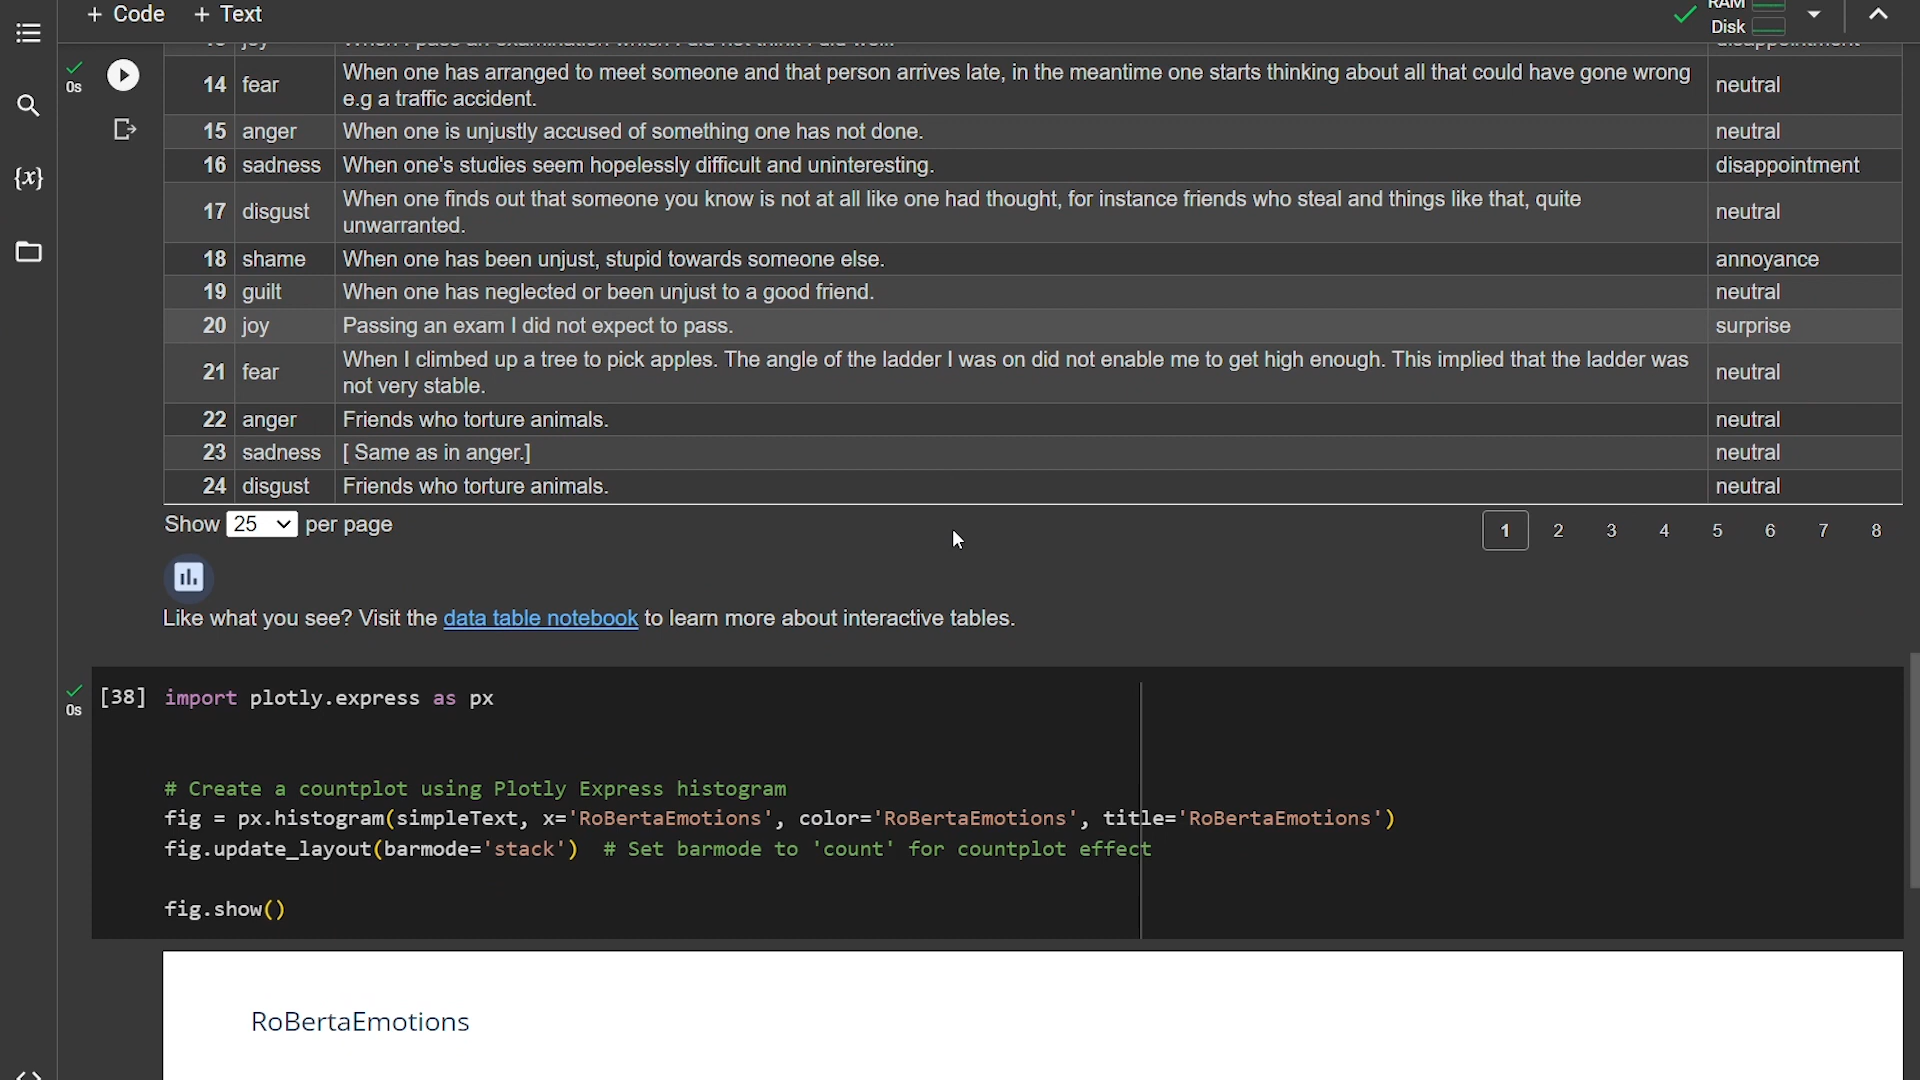 + Code + Text
RAM
Disk
14 fear When one has arranged to meet someone and that person arrives late, in the meantime one starts thinking about all that could have gone wrong neutral
e.g a traffic accident.
0s
15 anger When one is unjustly accused of something one has not done. neutral
16 sadness When one's studies seem hopelessly difficult and uninteresting. disappointment
{x}
17 disgust When one finds out that someone you know is not at all like one had thought, for instance friends who steal and things like that, quite neutral
unwarranted.
18 shame When one has been unjust, stupid towards someone else. annoyance
19 guilt When one has neglected or been unjust to a good friend. neutral
20 joy Passing an exam I did not expect to pass. surprise
21 fear When I climbed up a tree to pick apples. The angle of the ladder I was on did not enable me to get high enough. This implied that the ladder was neutral
not very stable.
22 anger Friends who torture animals. neutral
23 sadness [ Same as in anger.] neutral
24 disgust Friends who torture animals. neutral
Show 25 per page 1 2 3 4 5 6 7 8
Like what you see? Visit the data table notebook to learn more about interactive tables.
[38] import plotly.express as px
0s
# Create a countplot using Plotly Express histogram
fig = px.histogram(simpleText, x='RoBertaEmotions', color='RoBertaEmotions', title='RoBertaEmotions')
fig.update_layout(barmode='stack') # Set barmode to 'count' for countplot effect
fig.show()
RoBertaEmotions